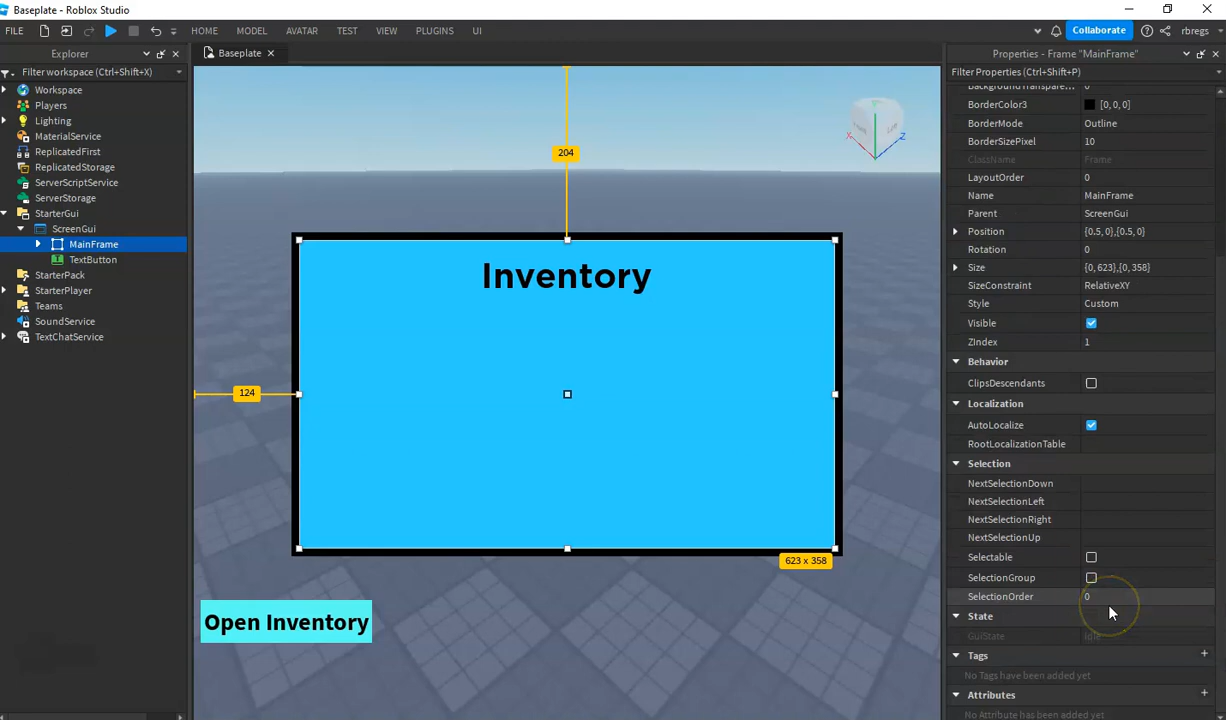 Baseplate - Roblox Studio
FILE HOME MODEL AVATAR TEST VIEW PLUGINS UI Collaborate rbregs
Explorer
Filter workspace (Ctrl+Shift+X)
Workspace
Players
Lighting
MaterialService
ReplicatedFirst
ReplicatedStorage
ServerScriptService
ServerStorage
StarterGui
ScreenGui
MainFrame
TextButton
StarterPack
StarterPlayer
Teams
SoundService
TextChatService
Baseplate
204
Inventory
124
623 x 358
Open Inventory
Properties - Frame "MainFrame"
Filter Properties (Ctrl+Shift+P)
BackgroundTranspare... 0
BorderColor3 [0, 0, 0]
BorderMode Outline
BorderSizePixel 10
ClassName Frame
LayoutOrder 0
Name MainFrame
Parent ScreenGui
Position {0.5, 0},{0.5, 0}
Rotation 0
Size {0, 623},{0, 358}
SizeConstraint RelativeXY
Style Custom
Visible
ZIndex 1
Behavior
ClipsDescendants
Localization
AutoLocalize
RootLocalizationTable
Selection
NextSelectionDown
NextSelectionLeft
NextSelectionRight
NextSelectionUp
Selectable
SelectionGroup
SelectionOrder 0
State
GuiState Idle
Tags
No Tags have been added yet
Attributes
No Attribute has been added yet